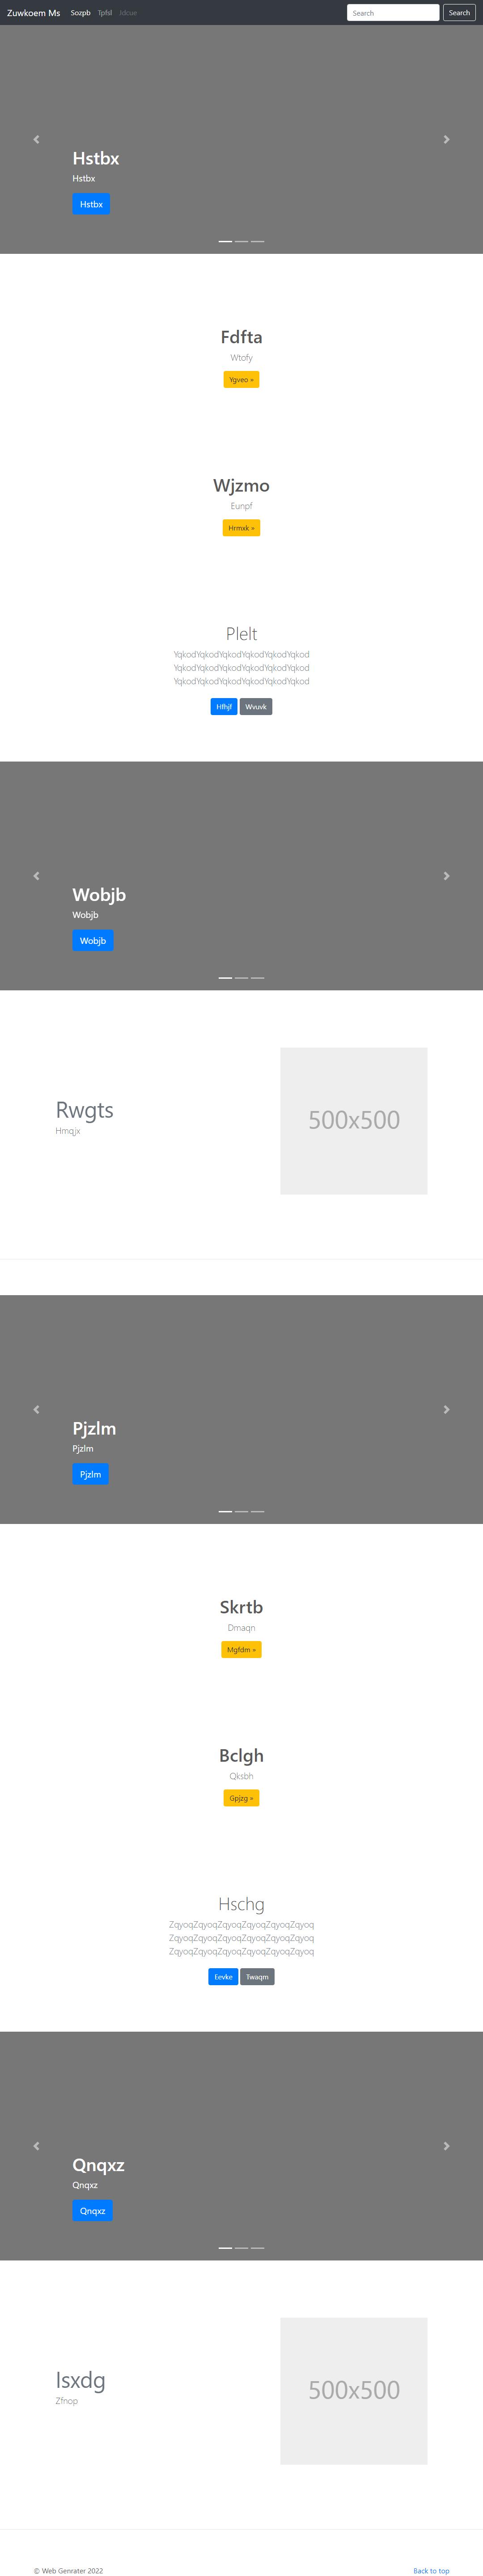 Zuwkoem Ms Sozpb Tpfsl Idcue Search Search
Hstbx
Hstbx
Hstbx
Fdfta
Wtofy
Ygveo »
Wjzmo
Eunpf
Hrmxk »
Plelt
YqkodYqkodYqkodYqkodYqkodYqkod
YqkodYqkodYqkodYqkodYqkodYqkod
YqkodYqkodYqkodYqkodYqkodYqkod
Hfhjf Wvuvk
Wobjb
Wobjb
Wobjb
Rwgts
Hmqjx
500x500
Pjzlm
Pjzlm
Pjzlm
Skrtb
Dmaqn
Mgfdm »
Bclgh
Qksbh
Gpjzg »
Hschg
ZqyoqZqyoqZqyoqZqyoqZqyoqZqyoq
ZqyoqZqyoqZqyoqZqyoqZqyoqZqyoq
ZqyoqZqyoqZqyoqZqyoqZqyoqZqyoq
Eevke Twaqm
Qnqxz
Qnqxz
Qnqxz
Isxdg
Zfnop
500x500
© Web Genrater 2022 Back to top